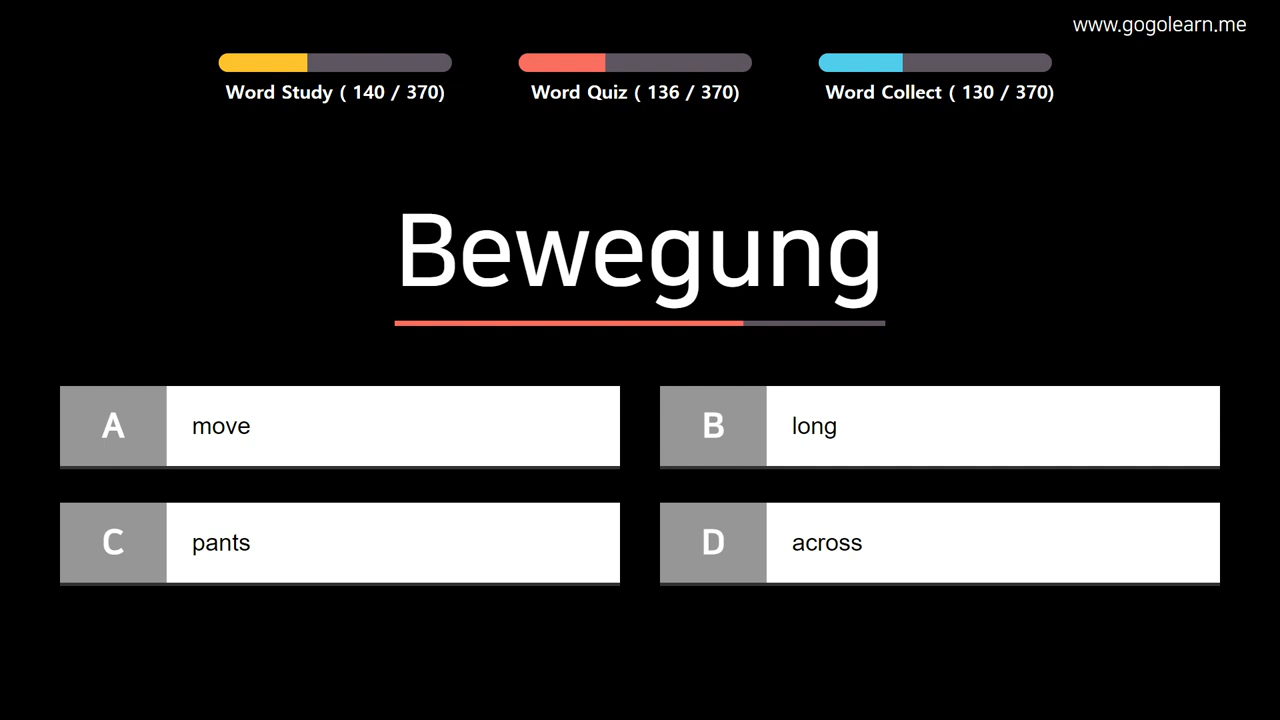 www.gogolearn.me
Word Study ( 140 / 370)
Word Quiz ( 136 / 370)
Word Collect ( 130 / 370)
Bewegung
A move
B long
C pants
D across